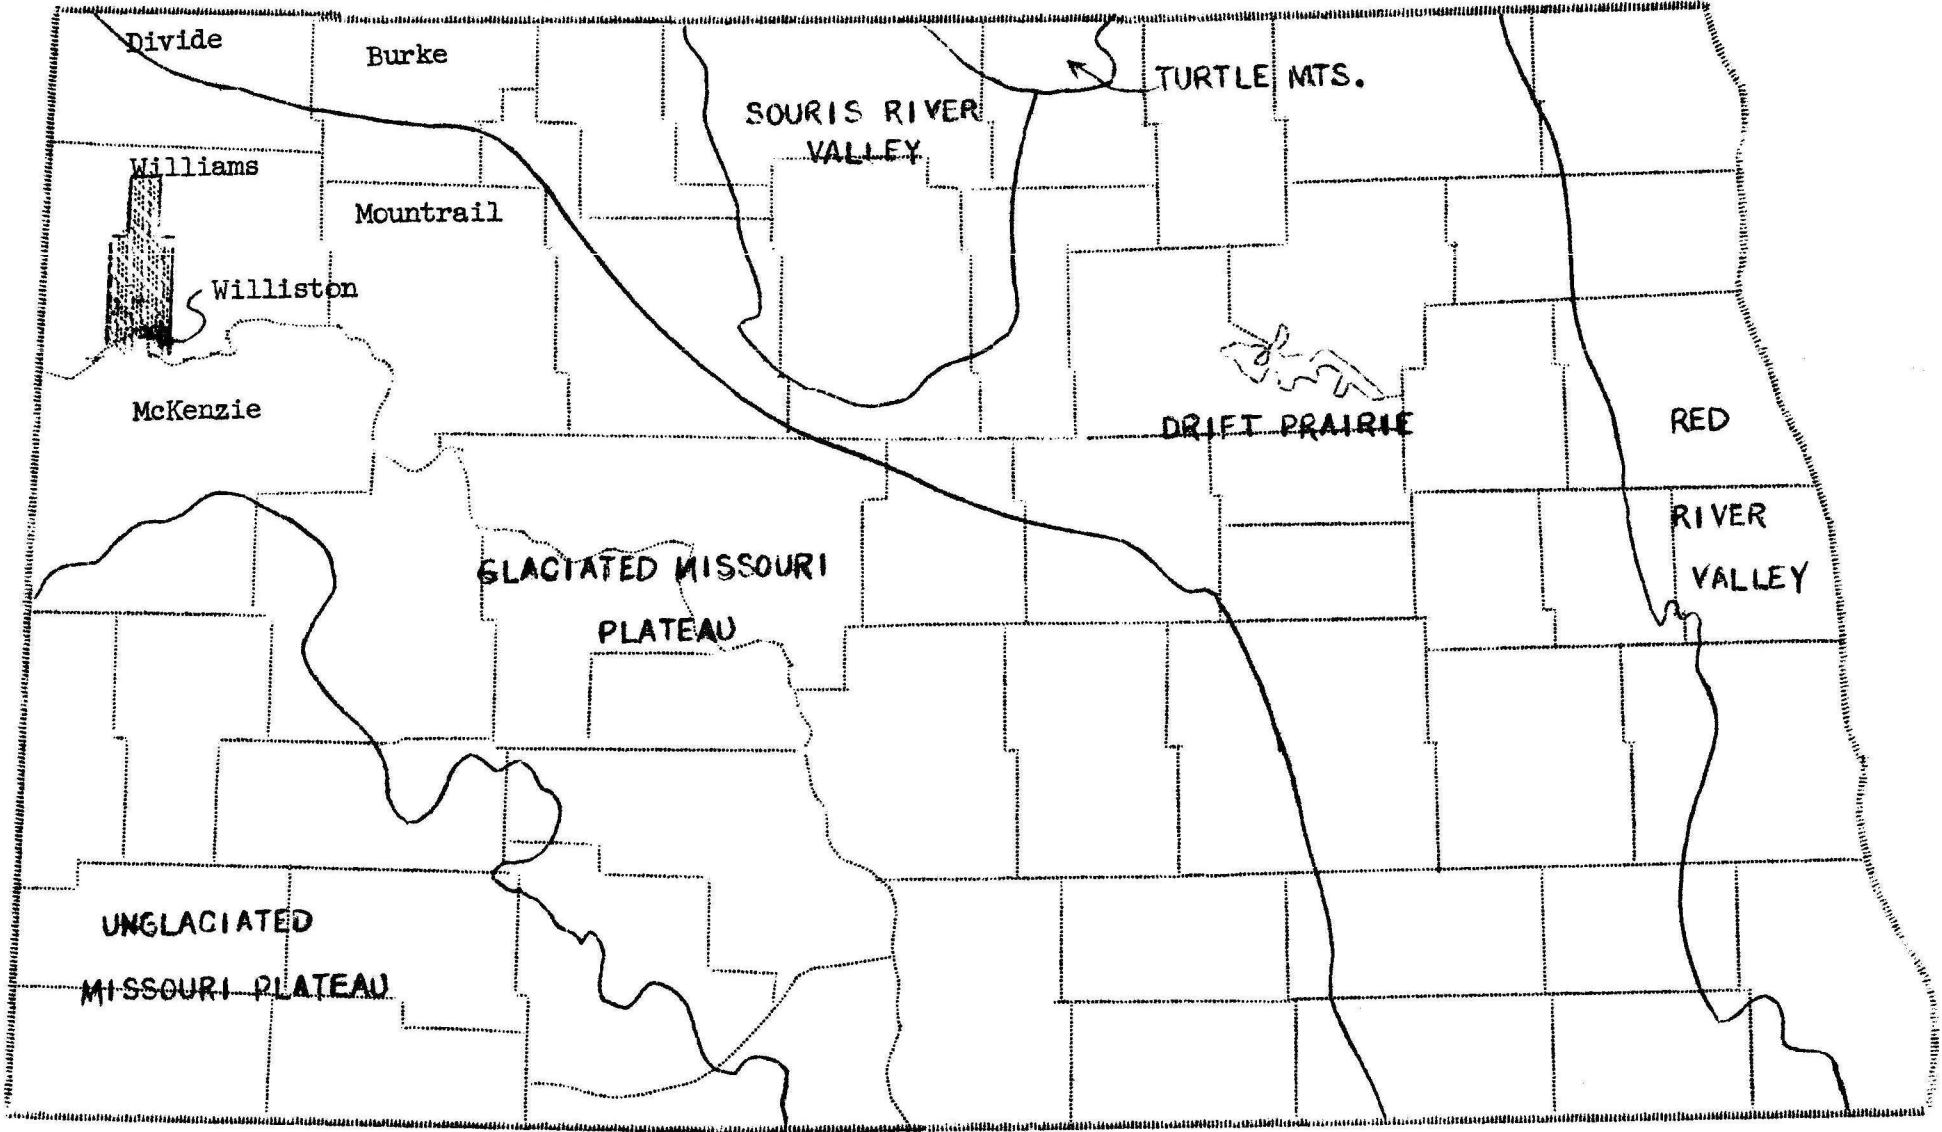 Divide
Burke
TURTLE MTS.
SOURIS RIVER
VALLEY
Williams
Mountrail
Williston
McKenzie
DRIFT PRAIRIE
RED
RIVER
VALLEY
GLACIATED MISSOURI
PLATEAU
UNGLACIATED
MISSOURI PLATEAU